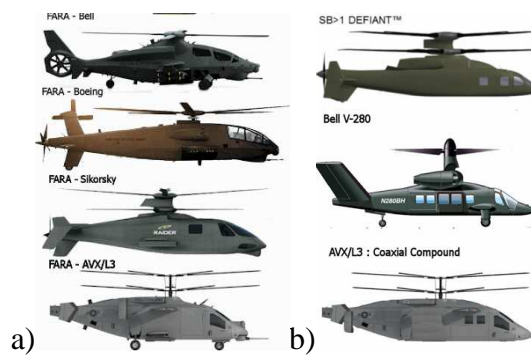 FARA - Bell
FARA - Boeing
FARA - Sikorsky
RAIDER
FARA - AVX/L3
a)
SB>1 DEFIANT™
Bell V-280
N280BH
AVX/L3 : Coaxial Compound
b)